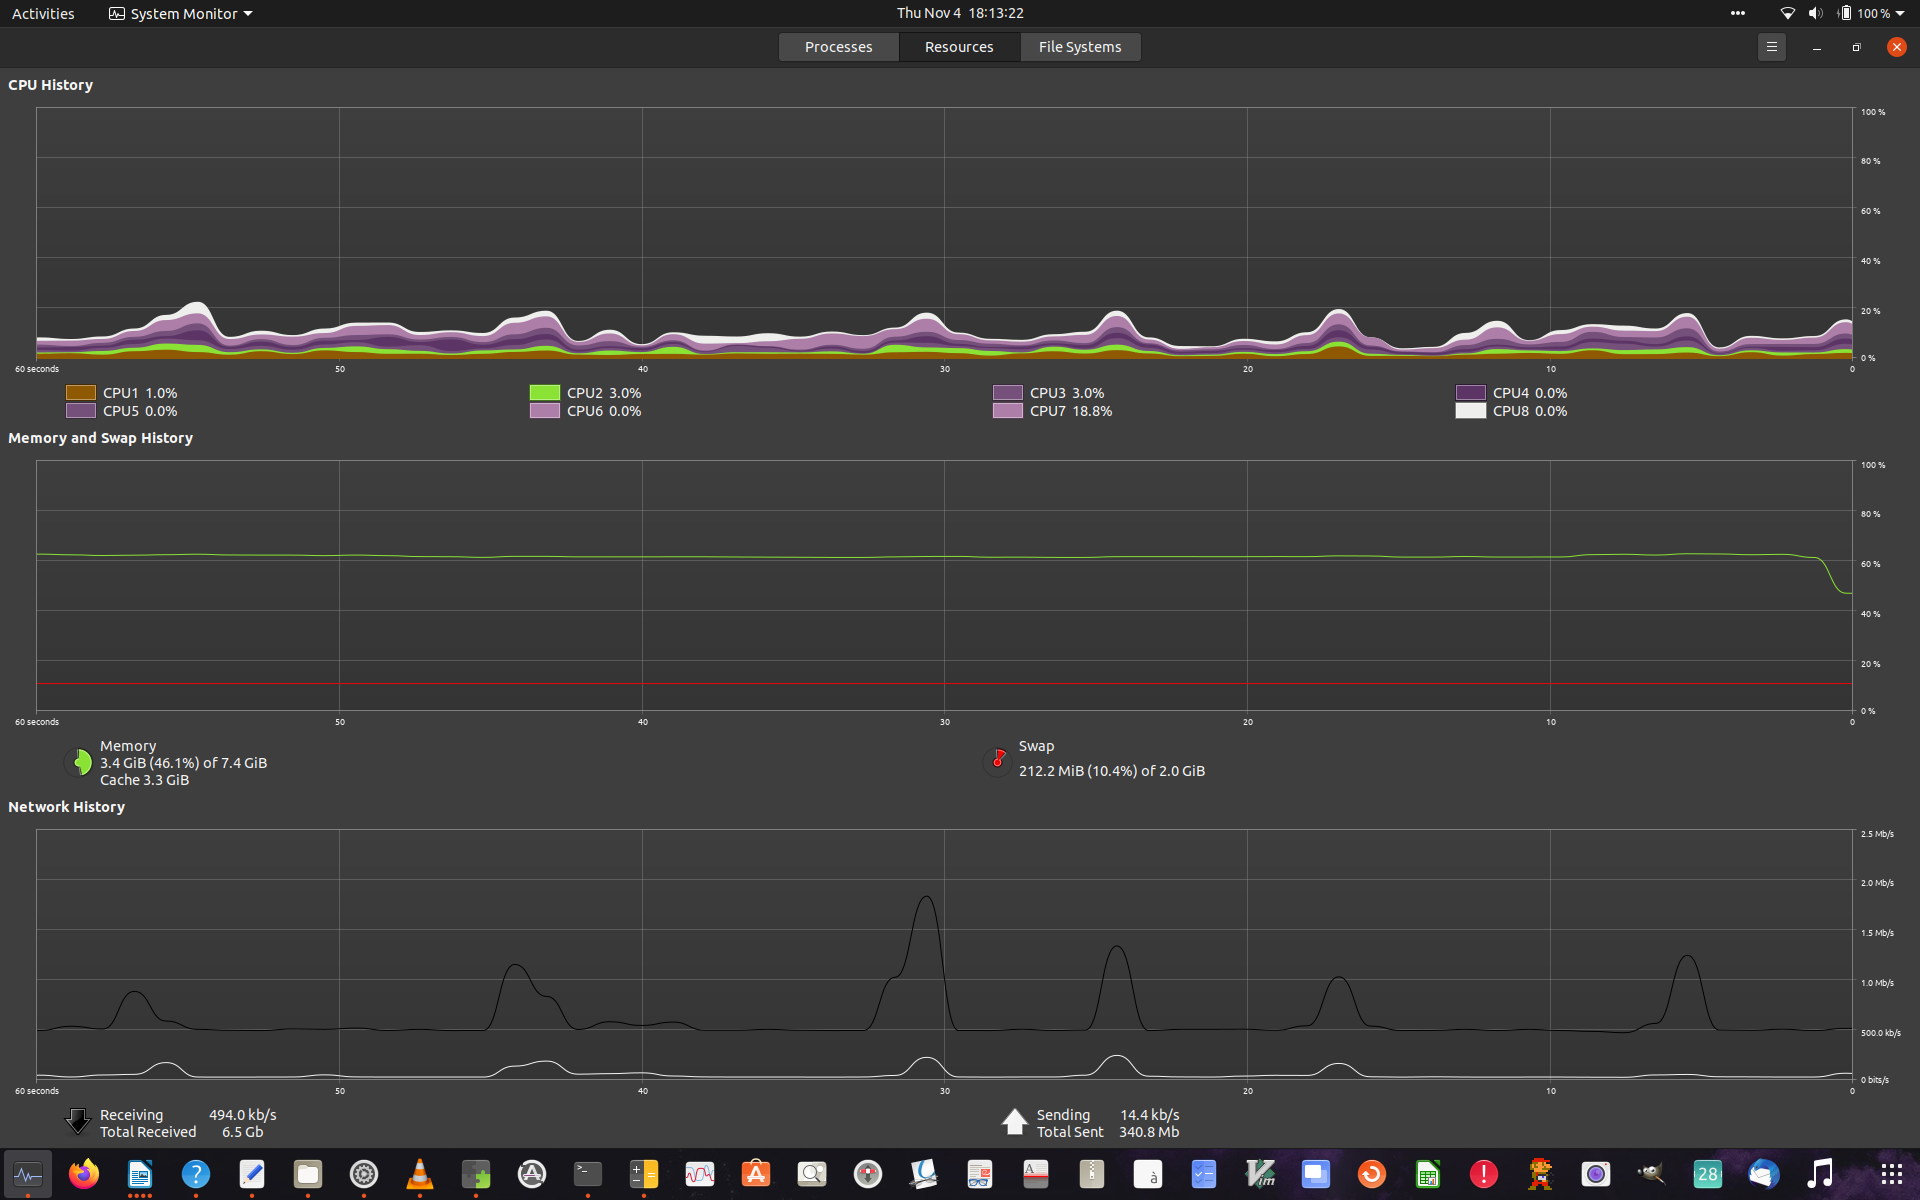 Activities System Monitor Thu Nov 4 18:13:22 100 %
Processes Resources File Systems
CPU History
100 %
80 %
60 %
40 %
20 %
0 %
60 seconds 50 40 30 20 10 0
CPU1 1.0% CPU2 3.0% CPU3 3.0% CPU4 0.0%
CPU5 0.0% CPU6 0.0% CPU7 18.8% CPU8 0.0%
Memory and Swap History
100 %
80 %
60 %
40 %
20 %
0 %
60 seconds 50 40 30 20 10 0
Memory
3.4 GiB (46.1%) of 7.4 GiB
Cache 3.3 GiB
Swap
212.2 MiB (10.4%) of 2.0 GiB
Network History
2.5 Mb/s
2.0 Mb/s
1.5 Mb/s
1.0 Mb/s
500.0 kb/s
0 bits/s
60 seconds 50 40 30 20 10 0
Receiving 494.0 kb/s
Total Received 6.5 Gb
Sending 14.4 kb/s
Total Sent 340.8 Mb
? >_ A à Vim ! 28